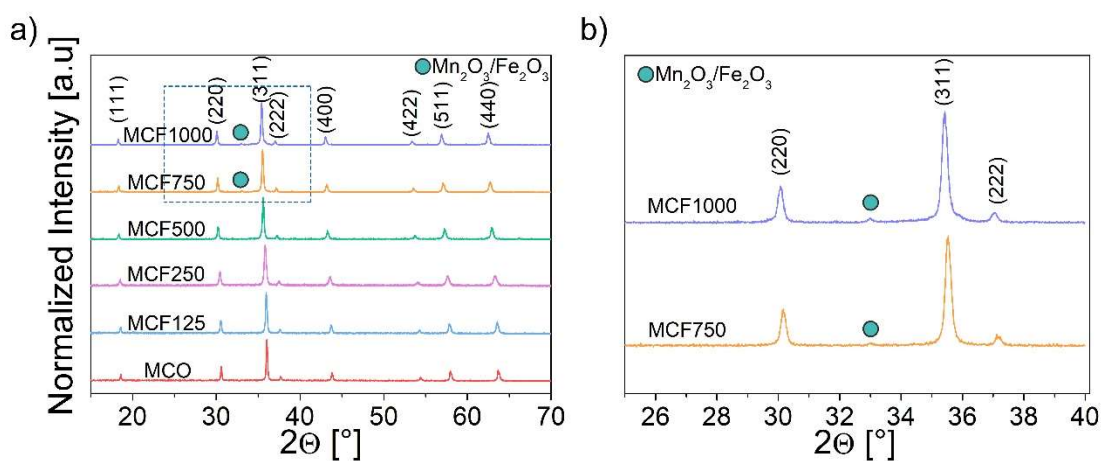 a)
Normalized Intensity [a.u]
Mn₂O₃/Fe₂O₃
(111)
(220)
(311)
(222)
(400)
(422)
(511)
(440)
MCF1000
MCF750
MCF500
MCF250
MCF125
MCO
20 30 40 50 60 70
2Θ [°]
b)
Mn₂O₃/Fe₂O₃
(220)
(311)
(222)
MCF1000
MCF750
26 28 30 32 34 36 38 40
2Θ [°]